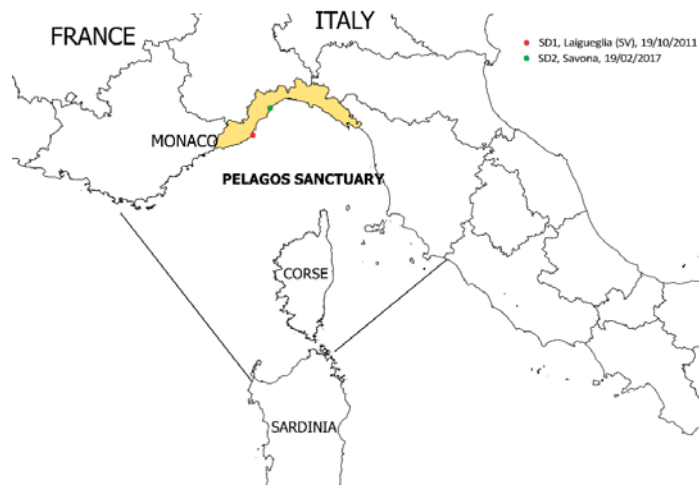 ITALY
FRANCE
SD1, Laigueglia (SV), 19/10/2011
SD2, Savona, 19/02/2017
MONACO
PELAGOS SANCTUARY
CORSE
SARDINIA